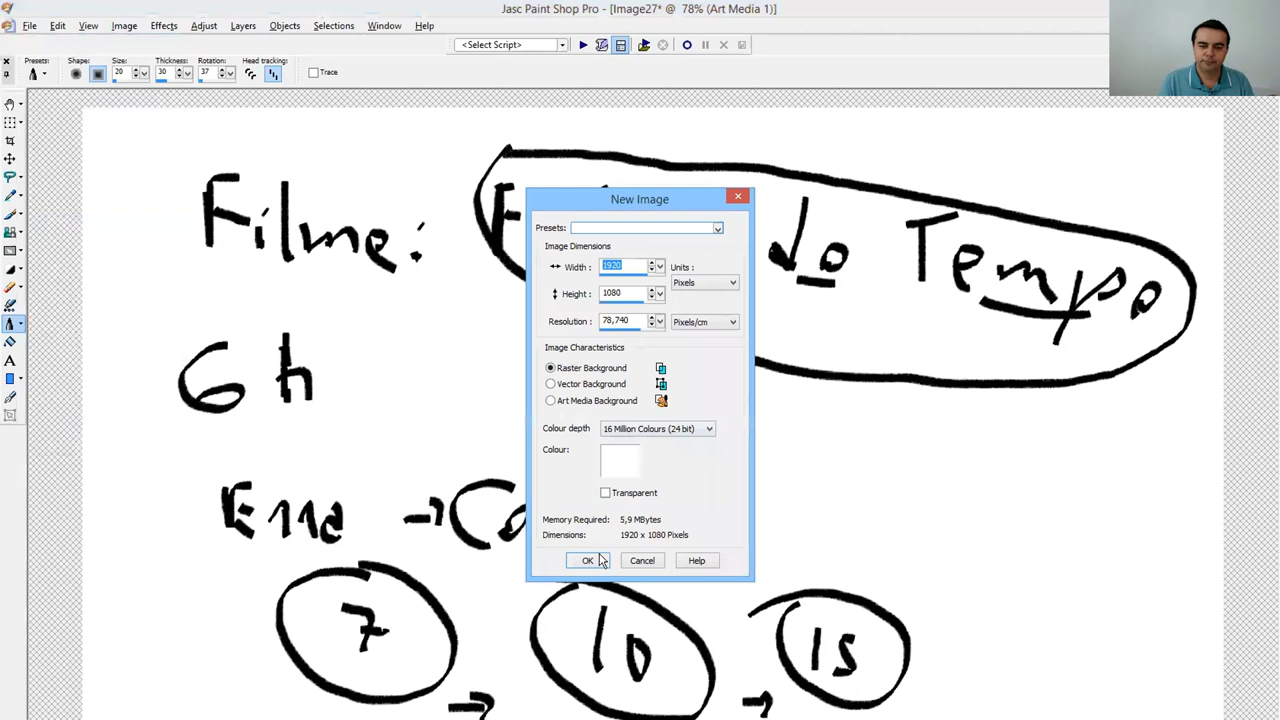 Jasc Paint Shop Pro - [Image27* @ 78% (Art Media 1)]
File Edit View Image Effects Adjust Layers Objects Selections Window Help
<Select Script>
Presets: Shape: Size: Thickness: Rotation: Head tracking:
20 30 37 Trace
Filme: do Tempo
New Image
Presets:
Image Dimensions
Width : 1920 Units :
Pixels
Height : 1080
Resolution : 78,740 Pixels/cm
Image Characteristics
Raster Background
Vector Background
Art Media Background
Colour depth 16 Million Colours (24 bit)
Colour:
Transparent
Memory Required: 5,9 MBytes
Dimensions: 1920 x 1080 Pixels
OK Cancel Help
6 h
7 → 10 → 15